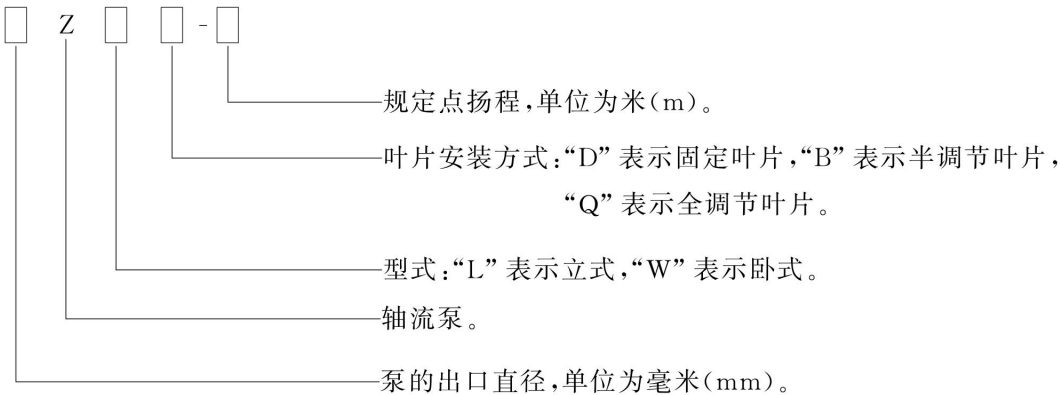 □ Z □ □ - □
规定点扬程,单位为米(m)。
叶片安装方式:“D”表示固定叶片,“B”表示半调节叶片,
“Q”表示全调节叶片。
型式:“L”表示立式,“W”表示卧式。
轴流泵。
泵的出口直径,单位为毫米(mm)。